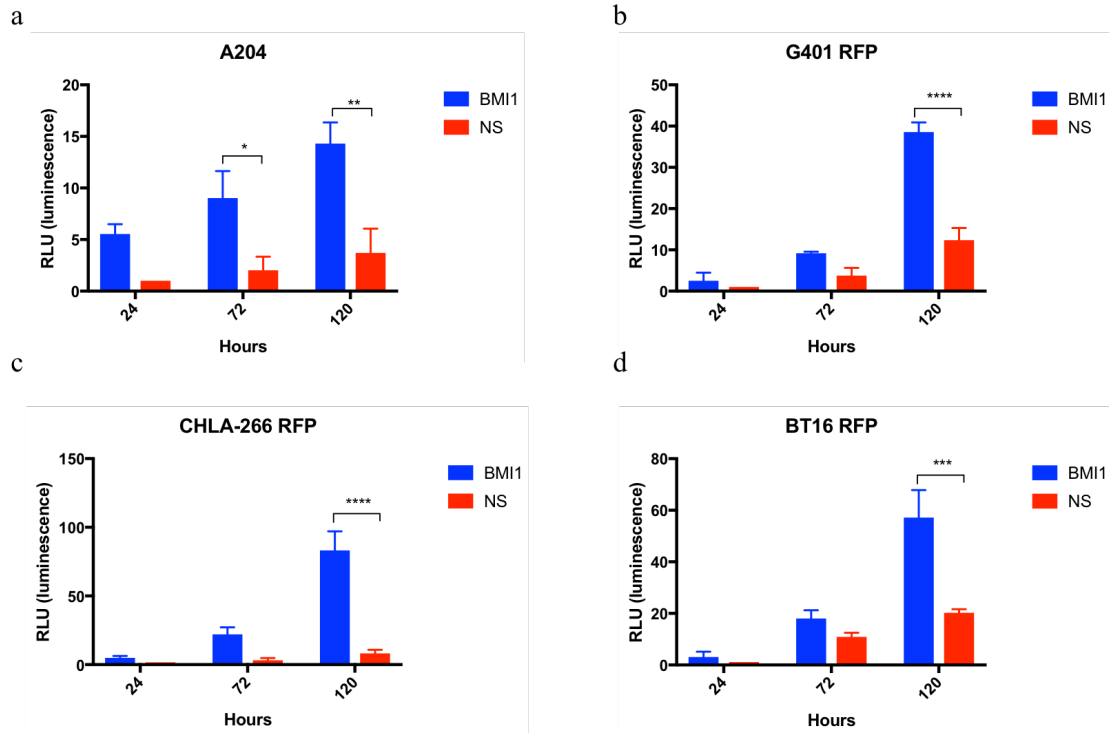 a
A204
20
15
10
5
0
RLU (luminescence)
*
**
BMI1
NS
24
72
120
Hours
b
G401 RFP
50
40
30
20
10
0
RLU (luminescence)
****
BMI1
NS
24
72
120
Hours
c
CHLA-266 RFP
150
100
50
0
RLU (luminescence)
****
BMI1
NS
24
72
120
Hours
d
BT16 RFP
80
60
40
20
0
RLU (luminescence)
***
BMI1
NS
24
72
120
Hours